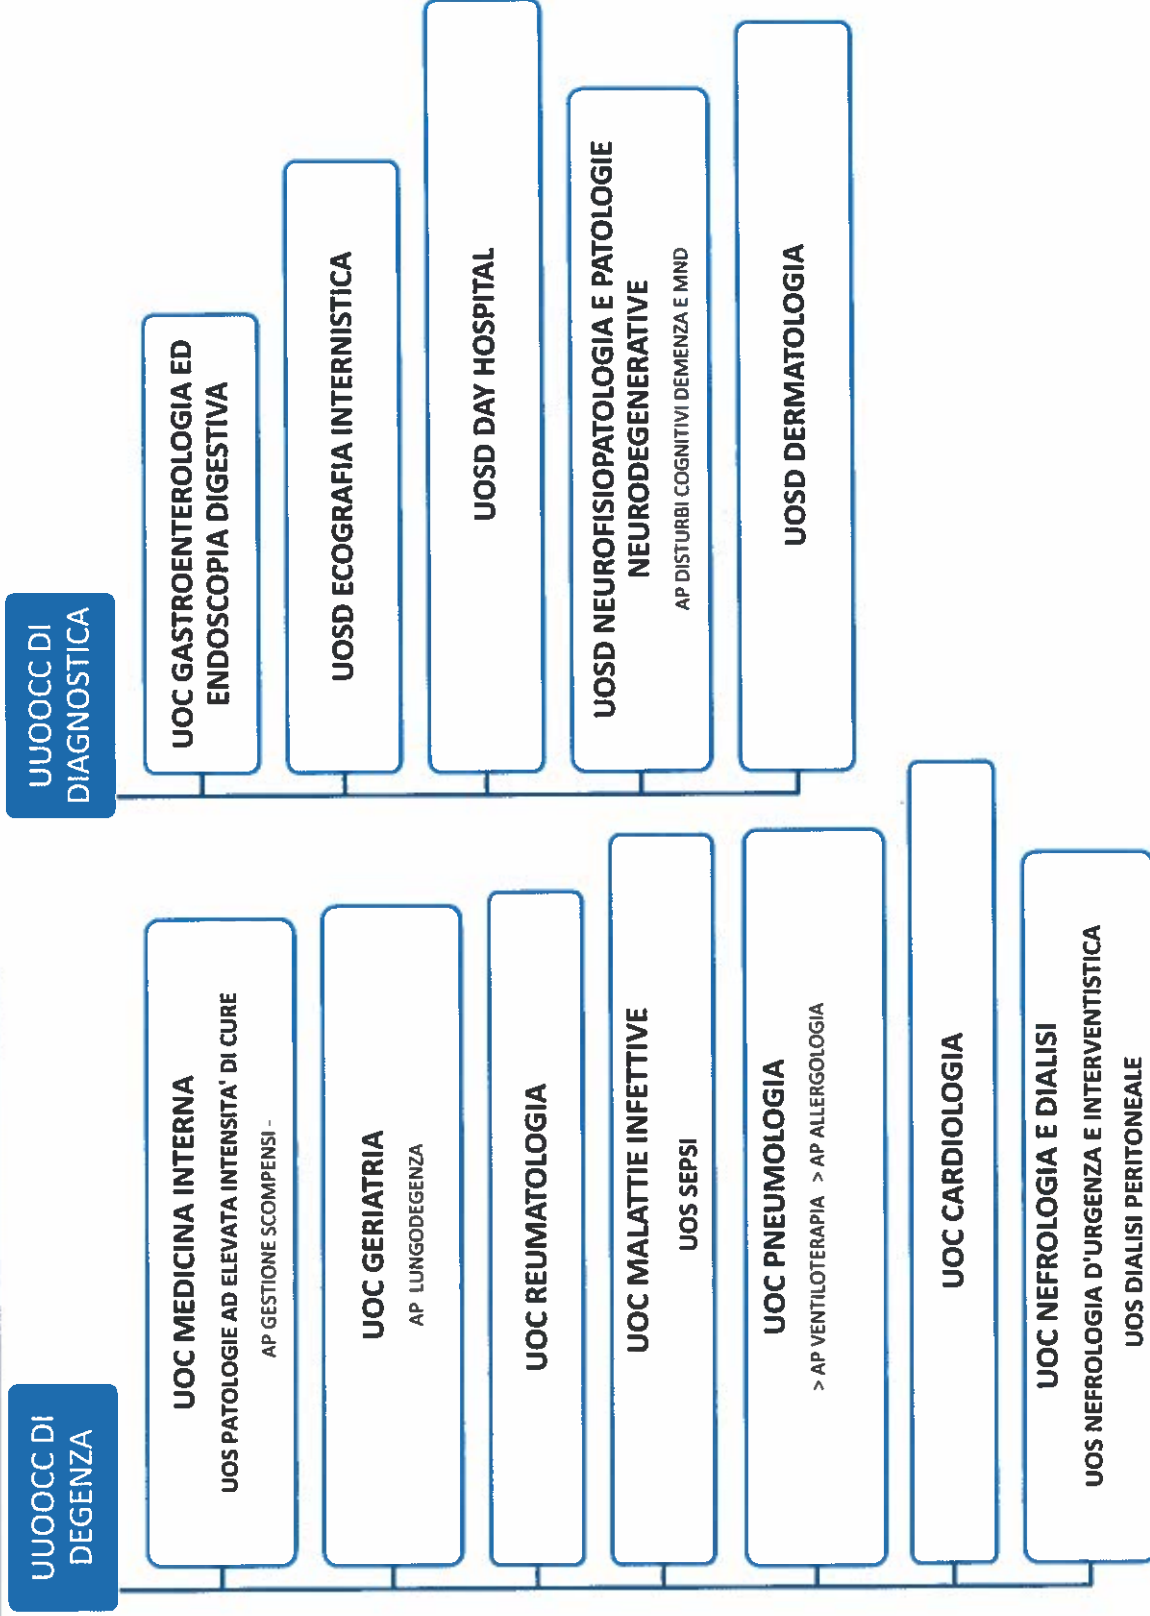 UUOOCC DI
DEGENZA
UOC MEDICINA INTERNA
UOS PATOLOGIE AD ELEVATA INTENSITA' DI CURE
AP GESTIONE SCOMPENSI -
UOC GERIATRIA
AP LUNGODEGENZA
UOC REUMATOLOGIA
UOC MALATTIE INFETTIVE
UOS SEPSI
UOC PNEUMOLOGIA
> AP VENTILOTERAPIA > AP ALLERGOLOGIA
UOC CARDIOLOGIA
UOC NEFROLOGIA E DIALISI
UOS NEFROLOGIA D'URGENZA E INTERVENTISTICA
UOS DIALISI PERITONEALE
UUOOCC DI
DIAGNOSTICA
UOC GASTROENTEROLOGIA ED
ENDOSCOPIA DIGESTIVA
UOSD ECOGRAFIA INTERNISTICA
UOSD DAY HOSPITAL
UOSD NEUROFISIOPATOLOGIA E PATOLOGIE
NEURODEGENERATIVE
AP DISTURBI COGNITIVI DEMENZA E MND
UOSD DERMATOLOGIA